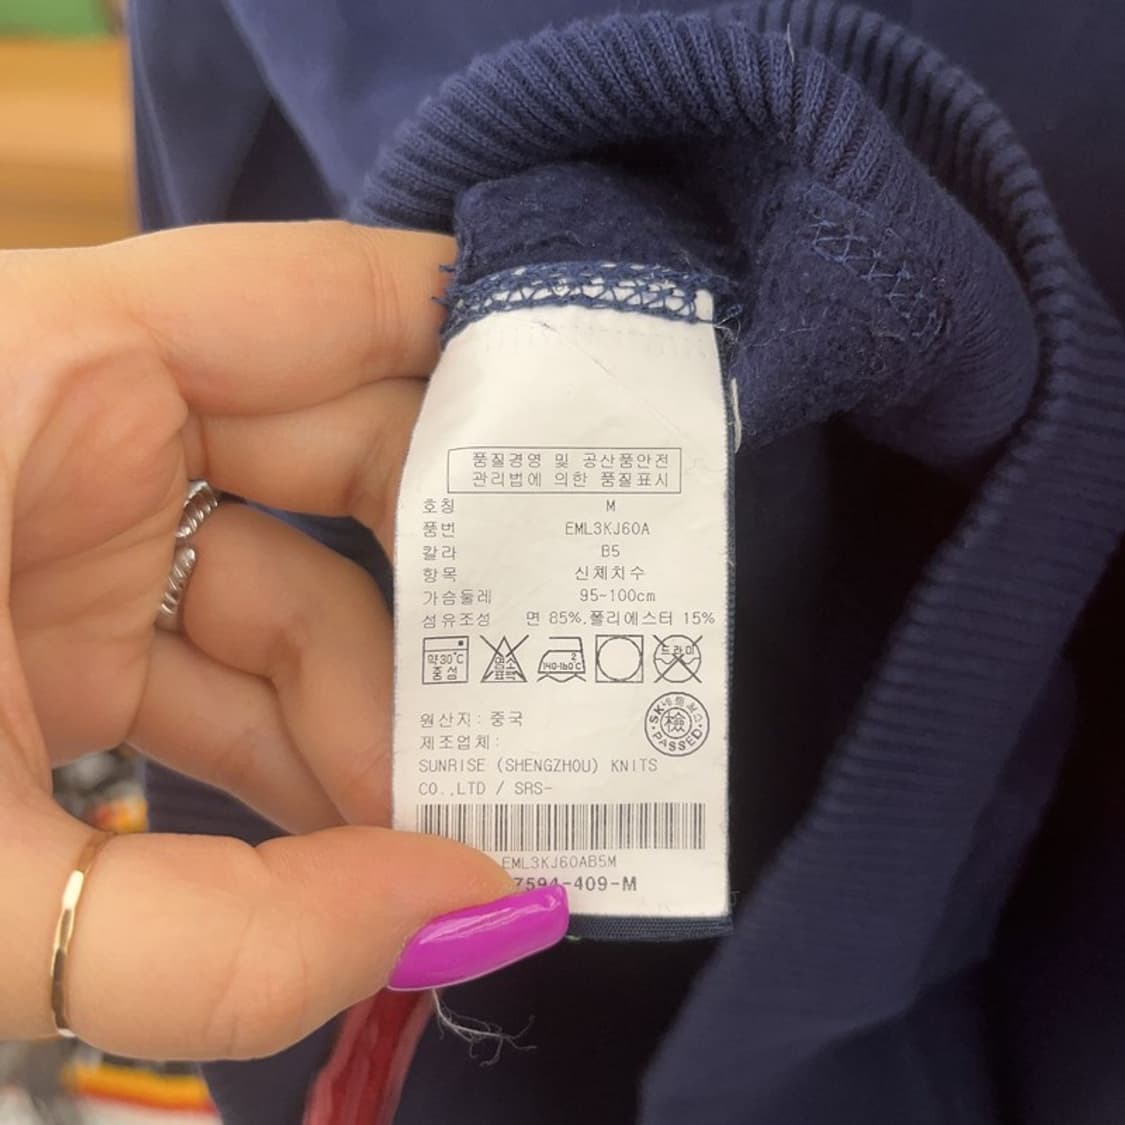 품질경영 및 공산품안전
관리법에 의한 품질표시
호칭 M
품번 EML3KJ60A
칼라 B5
항목 신체치수
가슴둘레 95~100cm
섬유조성 면 85%.폴리에스터 15%
약30℃ 중성
염소 표백
2 140-160℃
드라이
SK PASSED 檢
원산지: 중국
제조업체:
SUNRISE (SHENGZHOU) KNITS
CO.,LTD / SRS-
EML3KJ60AB5M
7594-409-M